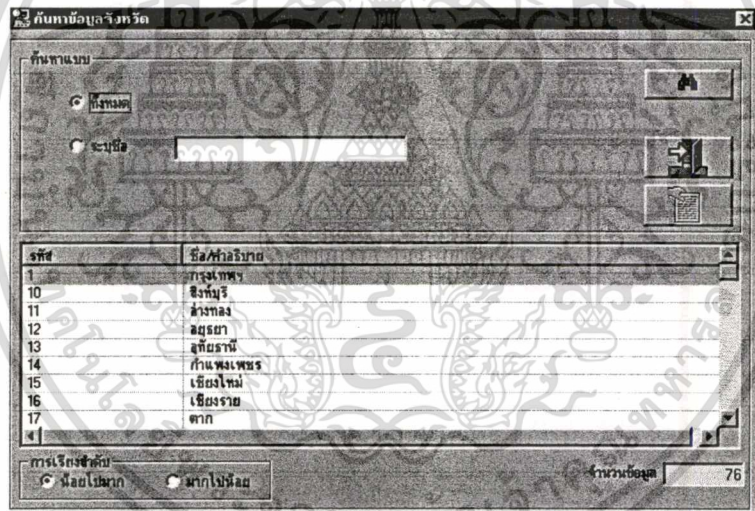 ค้นหาข้อมูลจังหวัด
ค้นหาแบบ
ทั้งหมด
ระบุชื่อ
รหัส ชื่อ/คำอธิบาย
1 กรุงเทพฯ
10 สิงห์บุรี
11 อ่างทอง
12 อยุธยา
13 อุทัยธานี
14 กำแพงเพชร
15 เชียงใหม่
16 เชียงราย
17 ตาก
การเรียงลำดับ
น้อยไปมาก มากไปน้อย
จำนวนข้อมูล 76